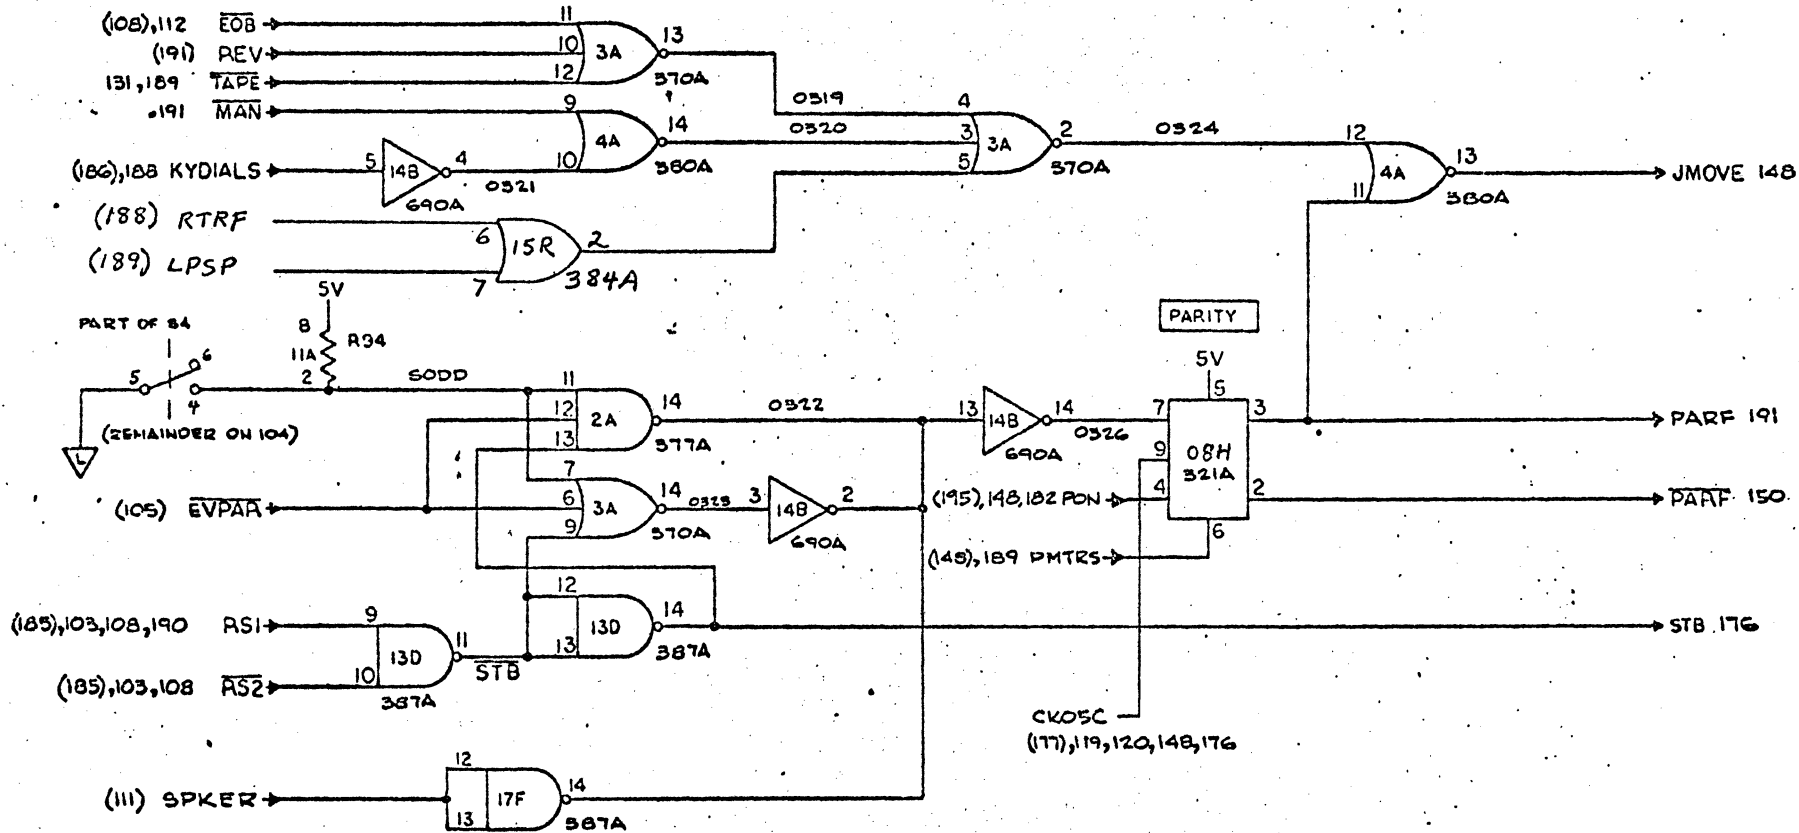 (108),112 EOB
11
(191) REV
10
3A
13
131,189 TAPE
12
370A
.191 MAN
9
0319
4
14
0320
3
3A
2
0324
12
13
4A
(186),188 KYDIALS
5
14B
4
10
380A
5
370A
4A
JMOVE 148
0321
690A
11
380A
(188) RTRF
6
15R
2
(189) LPSP
7
384A
5V
PART OF S4
8
11A
R34
PARITY
5V
6
5
2
SODD
11
5
4
12
2A
14
0322
13
14B
14
7
3
PARF 191
(REMAINDER ON 104)
13
377A
0326
08H
321A
L
7
690A
9
(105) EVPAR
6
3A
14
0323
3
14B
2
(195),148,182 PON
4
2
PARF 150
9
370A
690A
6
(148),189 PMTRS
12
14
(185),103,108,190 RS1
9
11
13D
STB 176
13D
13
387A
STB
(185),103,108 RS2
10
387A
CK05C
(177),119,120,148,176
12
(111) SPKER
17F
14
13
387A